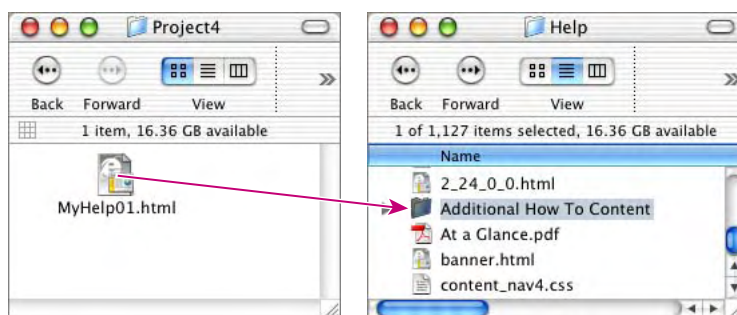 Project4
Back Forward View
1 item, 16.36 GB available
MyHelp01.html
Help
Back Forward View
1 of 1,127 items selected, 16.36 GB available
Name
2_24_0_0.html
Additional How To Content
At a Glance.pdf
banner.html
content_nav4.css